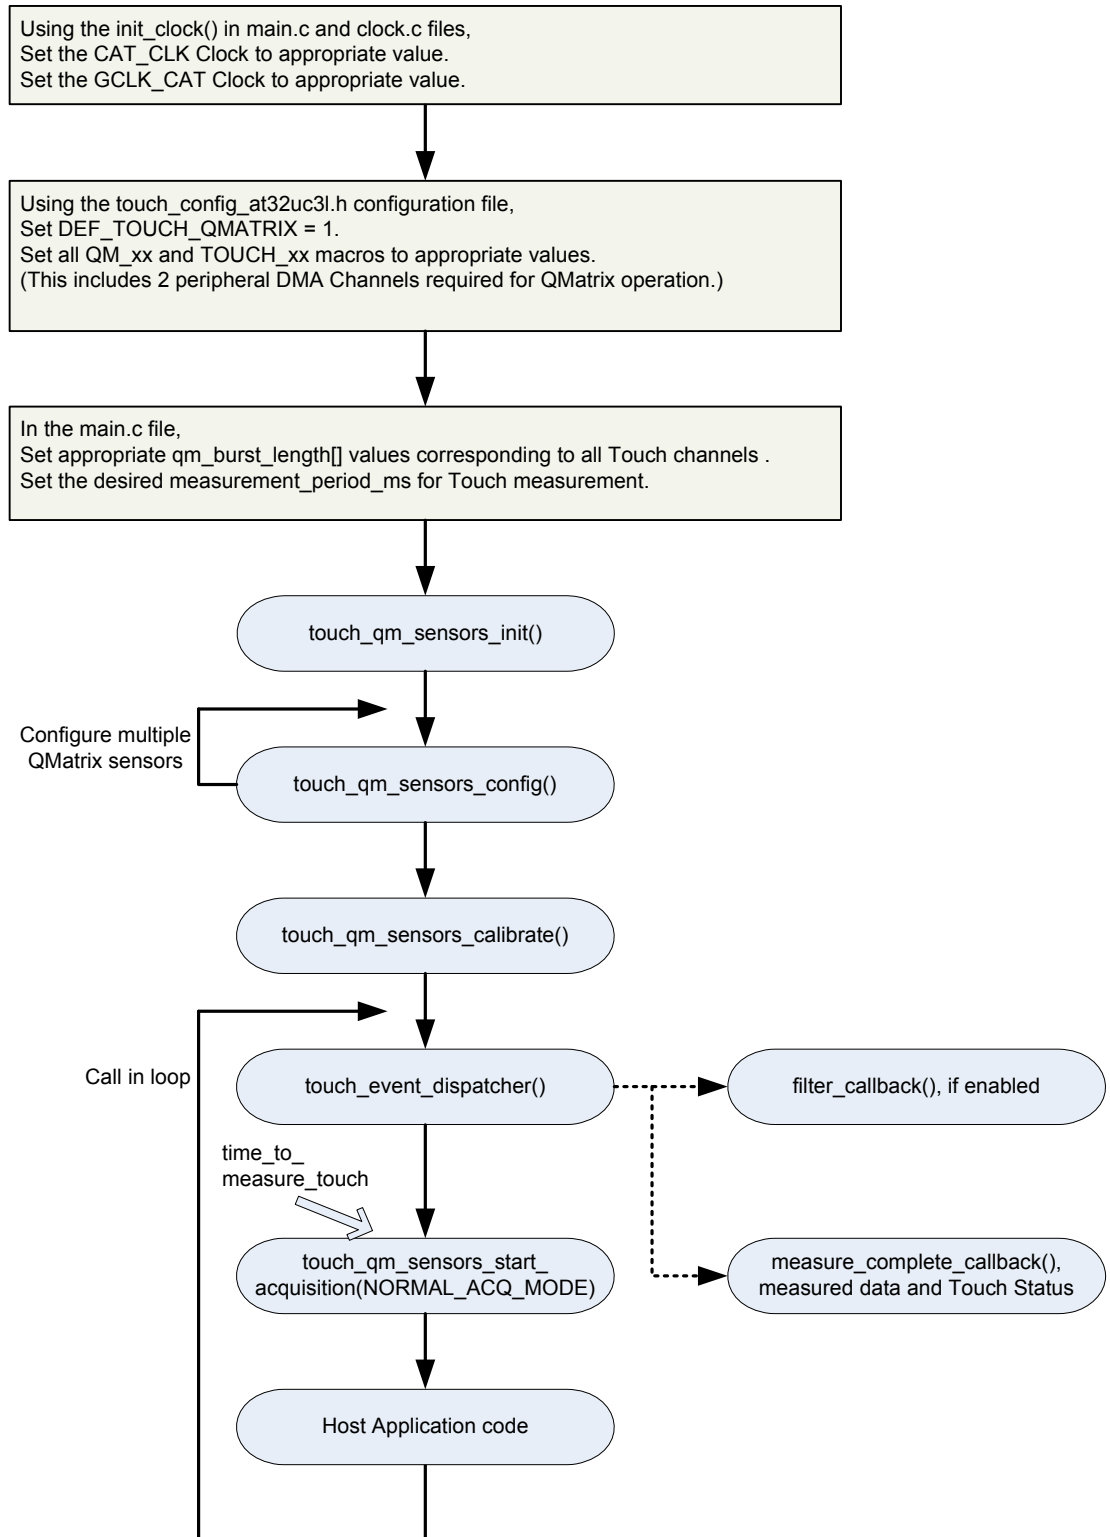 Using the init_clock() in main.c and clock.c files,
Set the CAT_CLK Clock to appropriate value.
Set the GCLK_CAT Clock to appropriate value.
Using the touch_config_at32uc3l.h configuration file,
Set DEF_TOUCH_QMATRIX = 1.
Set all QM_xx and TOUCH_xx macros to appropriate values.
(This includes 2 peripheral DMA Channels required for QMatrix operation.)
In the main.c file,
Set appropriate qm_burst_length[] values corresponding to all Touch channels .
Set the desired measurement_period_ms for Touch measurement.
touch_qm_sensors_init()
Configure multiple
QMatrix sensors
touch_qm_sensors_config()
touch_qm_sensors_calibrate()
Call in loop
touch_event_dispatcher()
filter_callback(), if enabled
time_to_
measure_touch
touch_qm_sensors_start_
acquisition(NORMAL_ACQ_MODE)
measure_complete_callback(),
measured data and Touch Status
Host Application code